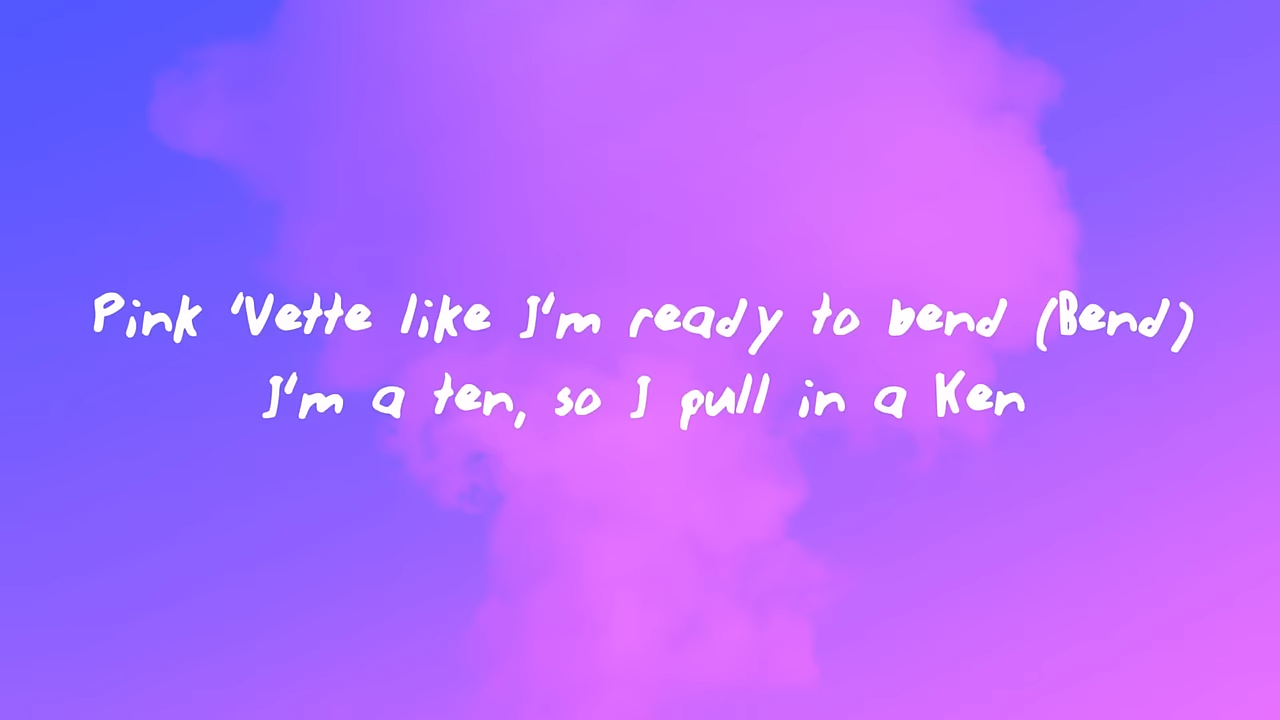 Pink 'Vette like I'm ready to bend (Bend)
I'm a ten, so I pull in a Ken